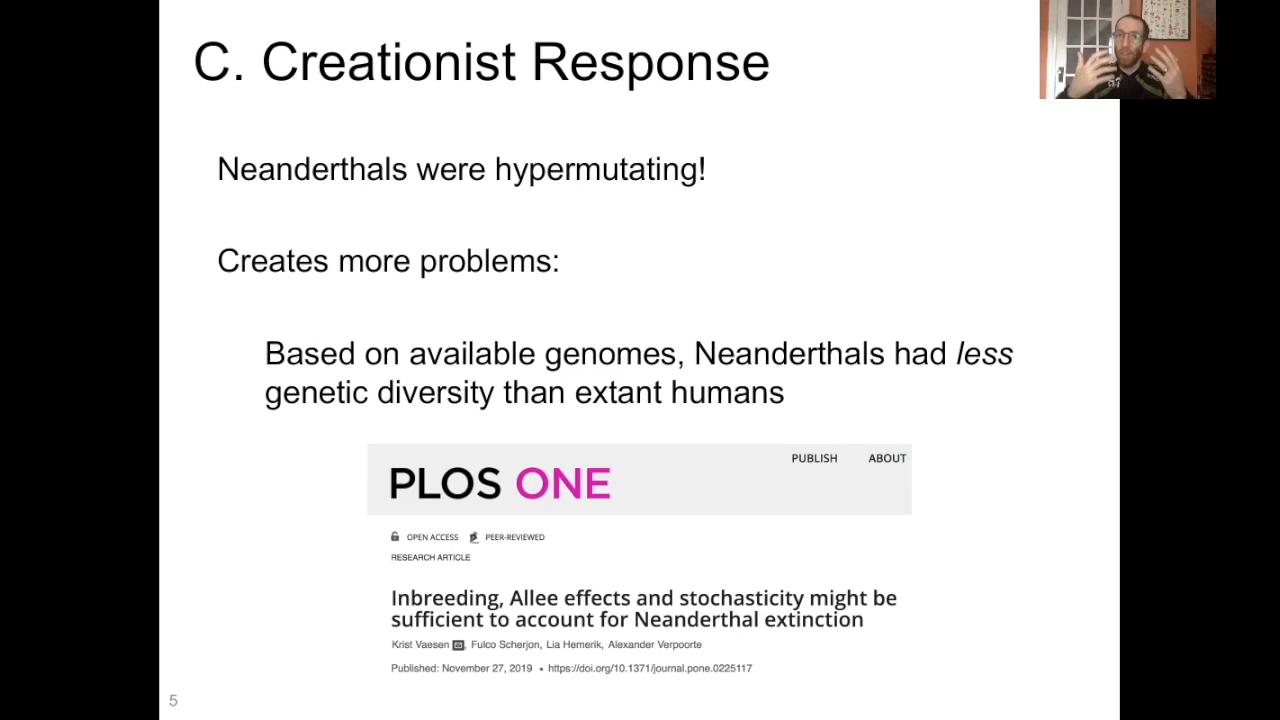 C. Creationist Response
Neanderthals were hypermutating!
Creates more problems:
Based on available genomes, Neanderthals had less
genetic diversity than extant humans
PUBLISH ABOUT
PLOS ONE
OPEN ACCESS PEER-REVIEWED
RESEARCH ARTICLE
Inbreeding, Allee effects and stochasticity might be
sufficient to account for Neanderthal extinction
Krist Vaesen, Fulco Scherjon, Lia Hemerik, Alexander Verpoorte
Published: November 27, 2019 • https://doi.org/10.1371/journal.pone.0225117
5